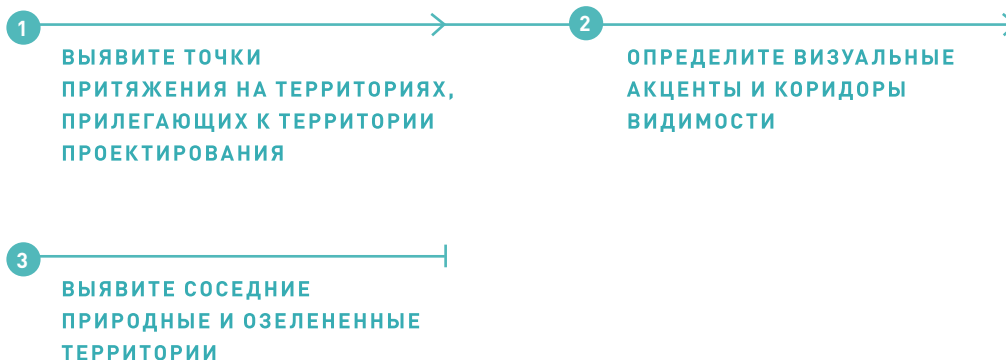 1
ВЫЯВИТЕ ТОЧКИ
ПРИТЯЖЕНИЯ НА ТЕРРИТОРИЯХ,
ПРИЛЕГАЮЩИХ К ТЕРРИТОРИИ
ПРОЕКТИРОВАНИЯ
2
ОПРЕДЕЛИТЕ ВИЗУАЛЬНЫЕ
АКЦЕНТЫ И КОРИДОРЫ
ВИДИМОСТИ
3
ВЫЯВИТЕ СОСЕДНИЕ
ПРИРОДНЫЕ И ОЗЕЛЕНЕННЫЕ
ТЕРРИТОРИИ